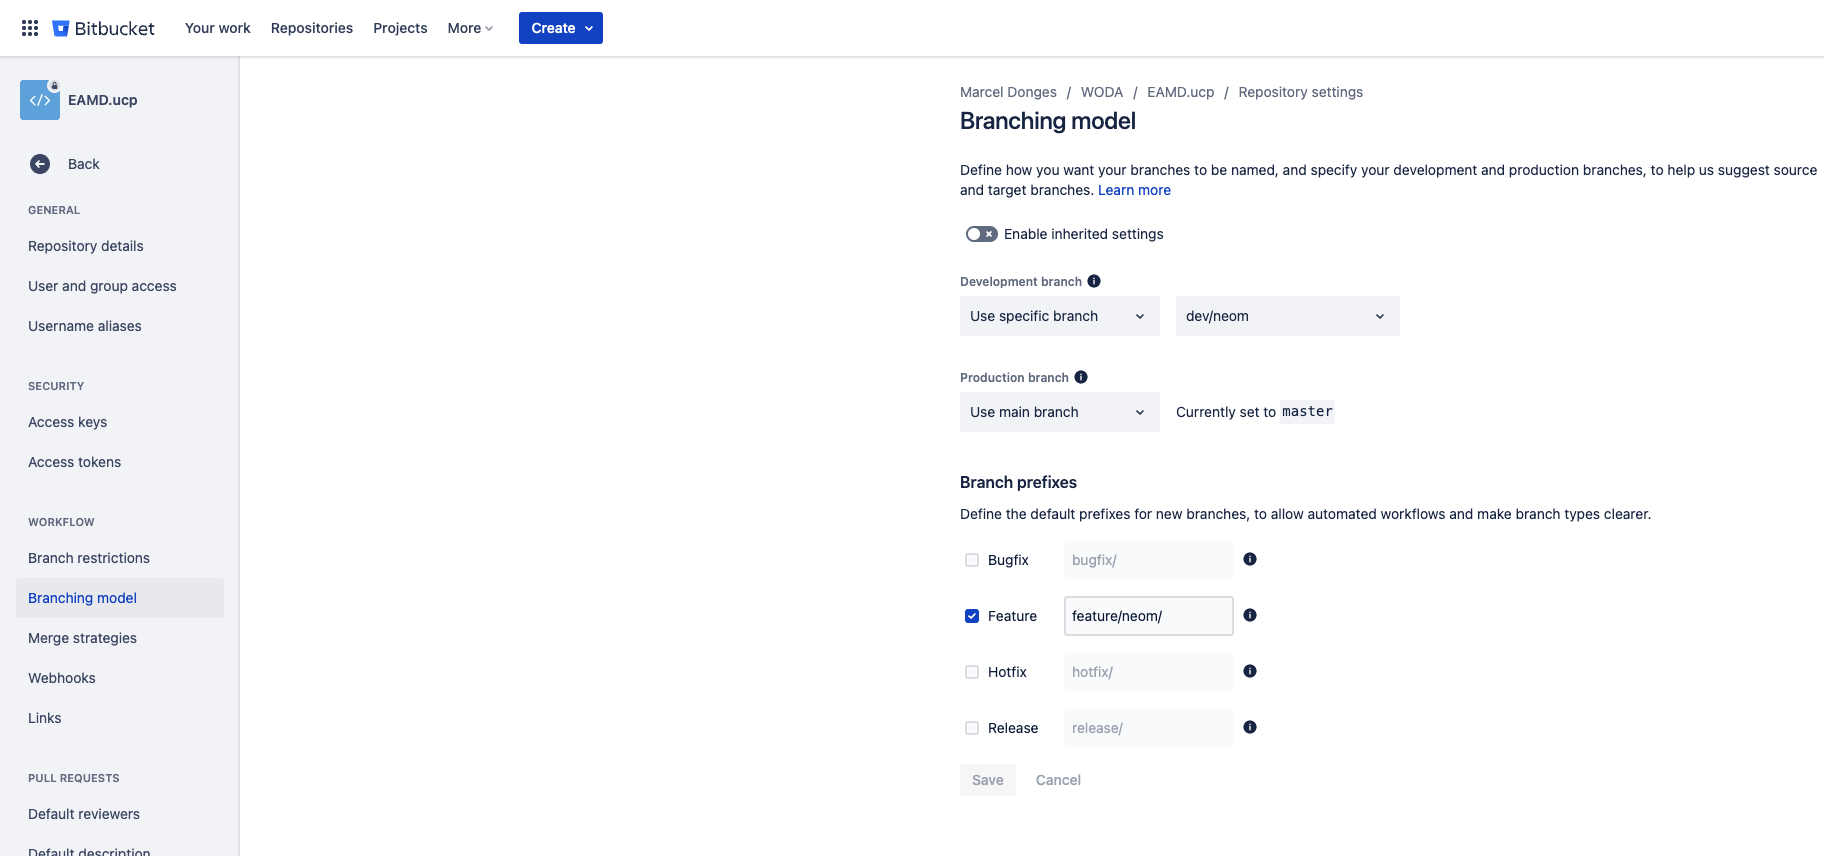 Bitbucket
Your work
Repositories
Projects
More
Create
EAMD.ucp
Back
GENERAL
Repository details
User and group access
Username aliases
SECURITY
Access keys
Access tokens
WORKFLOW
Branch restrictions
Branching model
Merge strategies
Webhooks
Links
PULL REQUESTS
Default reviewers
Default description
Marcel Donges / WODA / EAMD.ucp / Repository settings
Branching model
Define how you want your branches to be named, and specify your development and production branches, to help us suggest source
and target branches. Learn more
Enable inherited settings
Development branch
Use specific branch
dev/neom
Production branch
Use main branch
Currently set to master
Branch prefixes
Define the default prefixes for new branches, to allow automated workflows and make branch types clearer.
Bugfix
bugfix/
Feature
feature/neom/
Hotfix
hotfix/
Release
release/
Save
Cancel